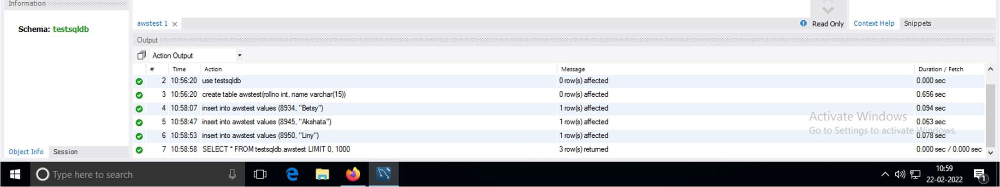 Information
Schema: testsqldb
awstest 1
Read Only
Context Help
Snippets
Output
Action Output
# Time Action Message Duration / Fetch
2 10:56:20 use testsqldb 0 row(s) affected 0.000 sec
3 10:56:20 create table awstest(rollno int, name varchar(15)) 0 row(s) affected 0.656 sec
4 10:58:07 insert into awstest values (8934, "Betsy") 1 row(s) affected 0.094 sec
5 10:58:47 insert into awstest values (8945, "Akshata") 1 row(s) affected 0.063 sec
6 10:58:53 insert into awstest values (8950, "Liny") 1 row(s) affected 0.078 sec
7 10:58:58 SELECT * FROM testsqldb.awstest LIMIT 0, 1000 3 row(s) returned 0.000 sec / 0.000 sec
Activate Windows
Go to Settings to activate Windows.
Object Info Session
Type here to search
10:59
22-02-2022
1